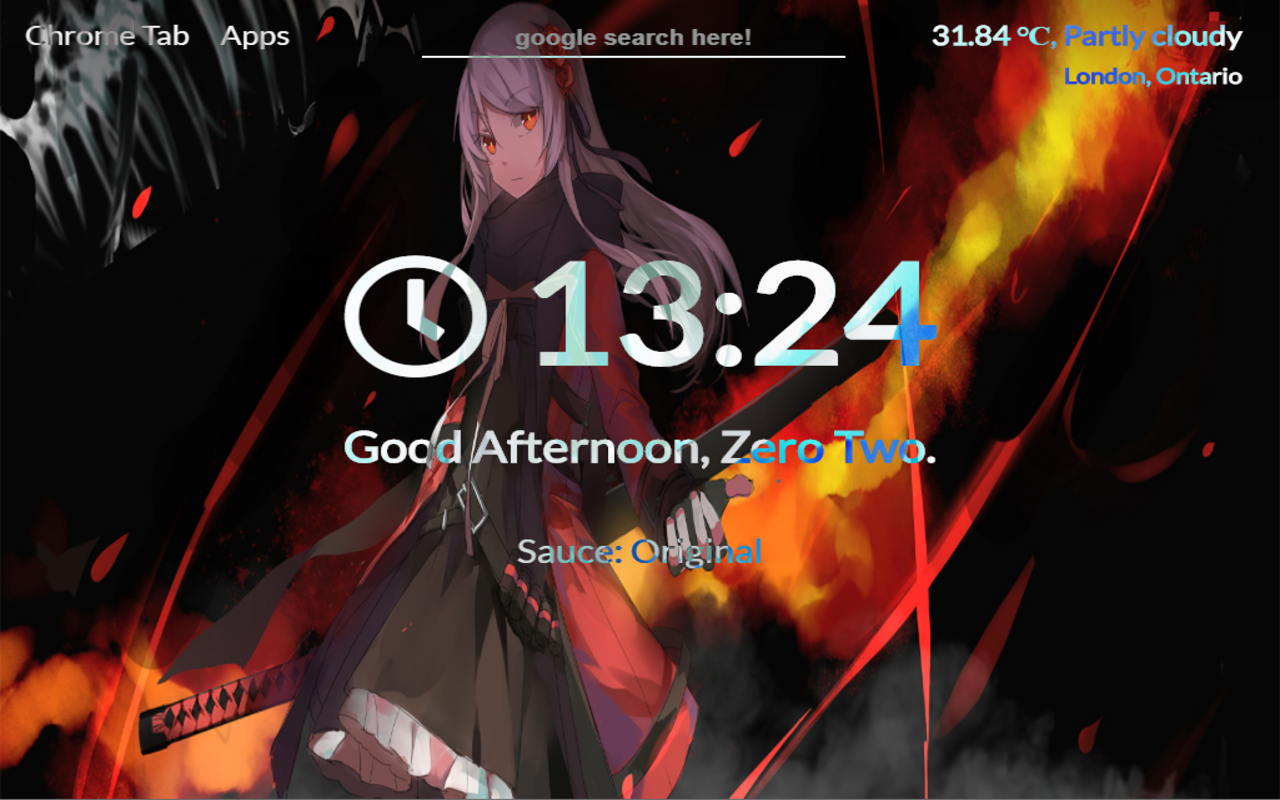 Chrome Tab Apps
google search here!
31.84 °C, Partly cloudy
London, Ontario
13:24
Good Afternoon, Zero Two.
Sauce: Original